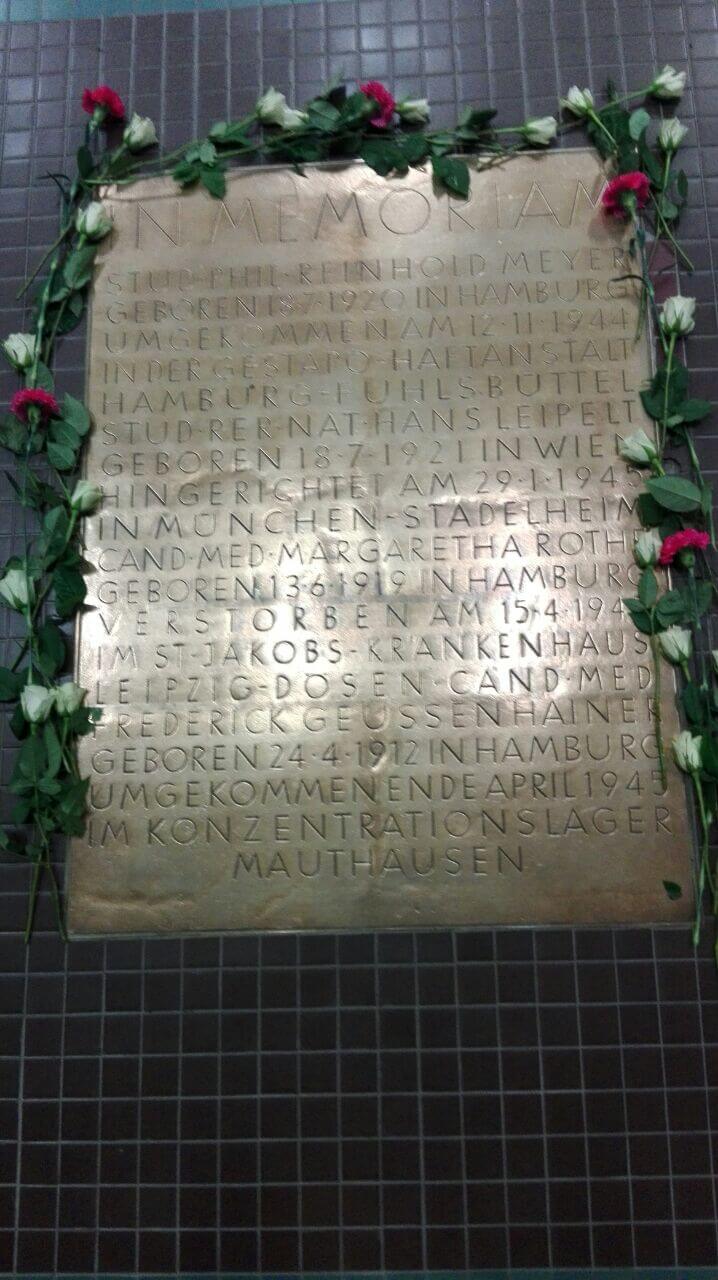 IN MEMORIAM
STUD·PHIL·REINHOLD MEYER
GEBOREN 18·7·1920 IN HAMBURG
UMGEKOMMEN AM 12·11·1944
IN DER GESTAPO-HAFTANSTALT
HAMBURG-FUHLSBÜTTEL
STUD·RER·NAT·HANS LEIPELT
GEBOREN 18·7·1921 IN WIEN
HINGERICHTET AM 29·1·1945
IN MÜNCHEN-STADELHEIM
CAND·MED·MARGARETHA ROTHE
GEBOREN 13·6·1919 IN HAMBURG
VERSTORBEN AM 15·4·194
IM ST·JAKOBS-KRANKENHAUS
LEIPZIG-DÖSEN·CAND·MED
FREDERICK GEUSSENHAINER
GEBOREN 24·4·1912 IN HAMBURG
UMGEKOMMEN ENDE APRIL 1945
IM KONZENTRATIONSLAGER
MAUTHAUSEN